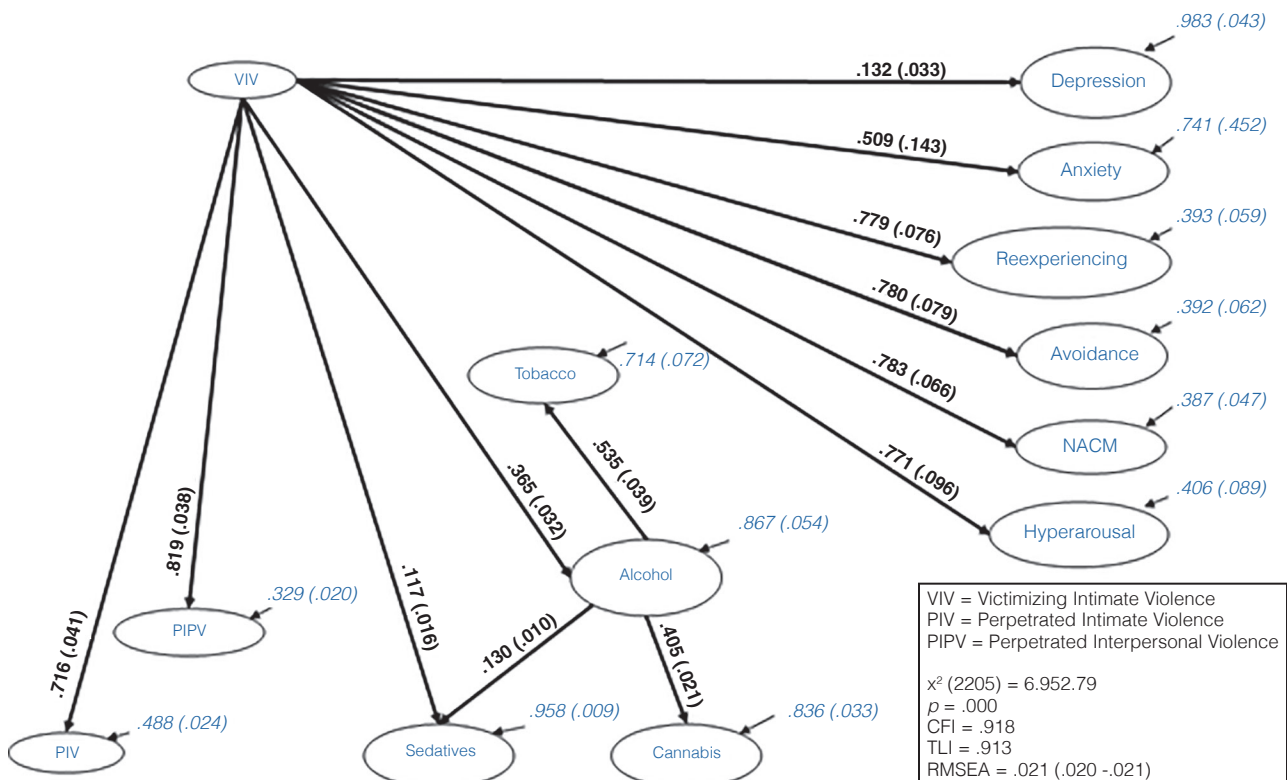 .983 (.043)
VIV
.132 (.033)
Depression
.741 (.452)
.509 (.143)
Anxiety
.393 (.059)
.779 (.076)
Reexperiencing
.392 (.062)
.780 (.079)
Avoidance
.714 (.072)
Tobacco
.783 (.066)
.387 (.047)
NACM
.535 (.039)
.365 (.032)
.771 (.096)
.406 (.089)
Hyperarousal
.867 (.054)
Alcohol
.819 (.038)
.329 (.020)
PIPV
.117 (.016)
.716 (.041)
.130 (.010)
.405 (.021)
.488 (.024)
PIV
.958 (.009)
Sedatives
.836 (.033)
Cannabis
VIV = Victimizing Intimate Violence
PIV = Perpetrated Intimate Violence
PIPV = Perpetrated Interpersonal Violence
x² (2205) = 6.952.79
p = .000
CFI = .918
TLI = .913
RMSEA = .021 (.020 -.021)